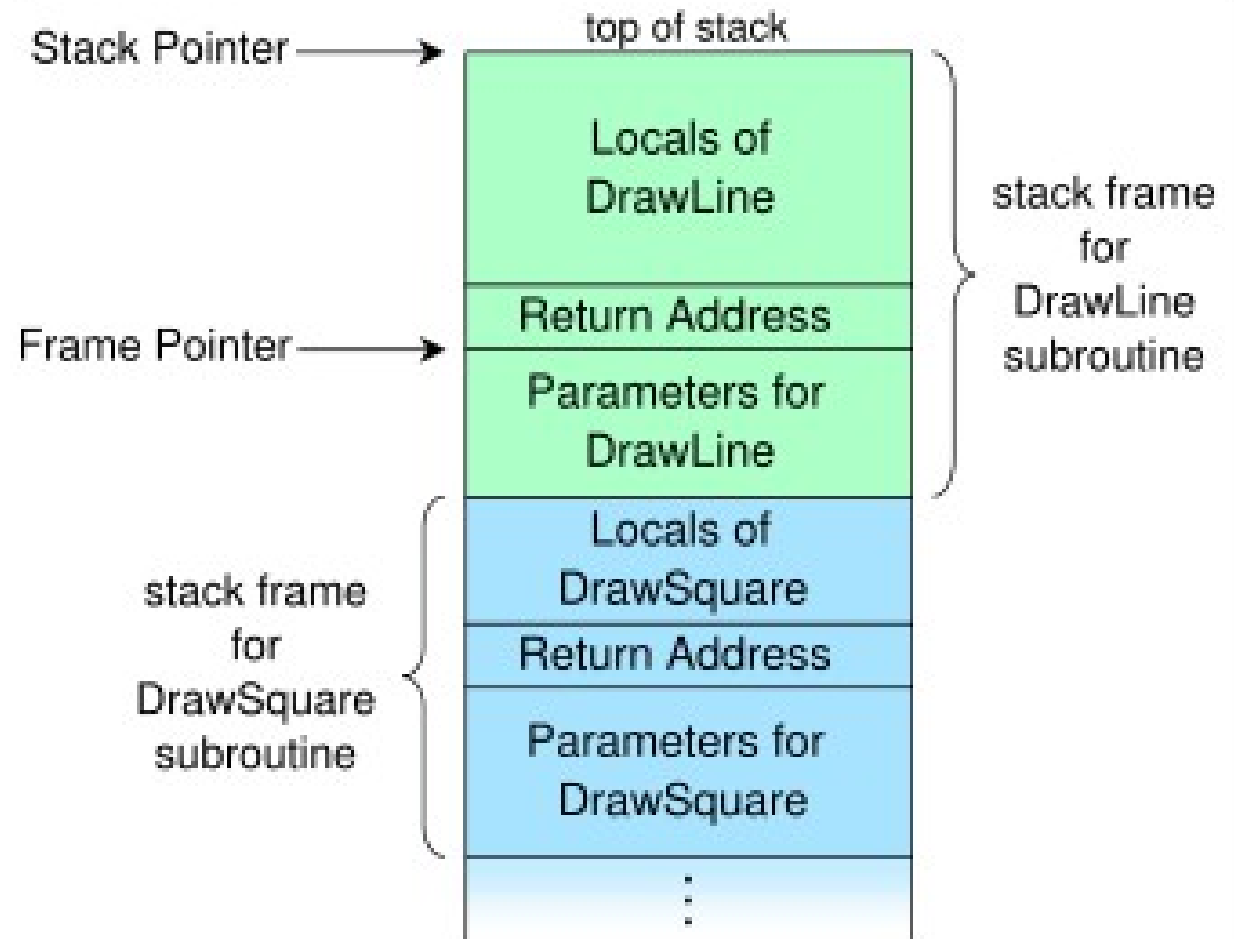 top of stack
Stack Pointer
Locals of
DrawLine
stack frame
for
DrawLine
subroutine
Return Address
Frame Pointer
Parameters for
DrawLine
Locals of
DrawSquare
stack frame
for
DrawSquare
subroutine
Return Address
Parameters for
DrawSquare